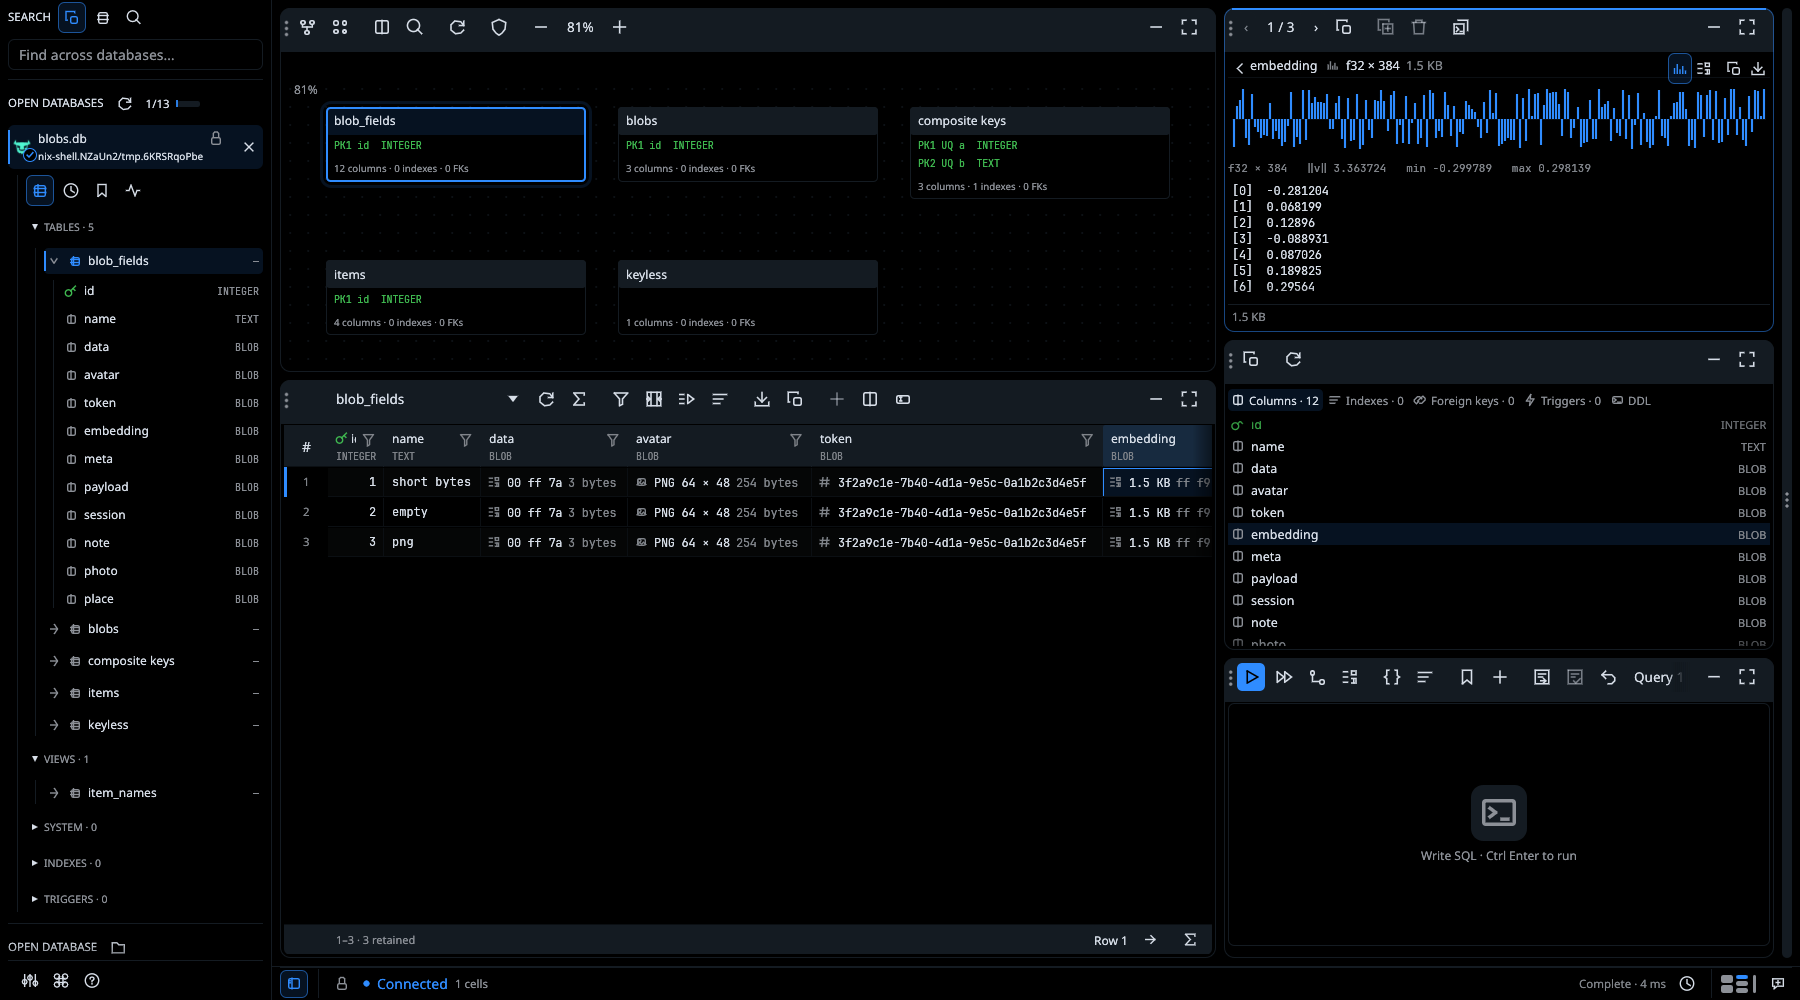 SEARCH
Find across databases...
OPEN DATABASES 1/13
blobs.db
nix-shell.NZaUn2/tmp.6KRSRqoPbe
TABLES · 5
blob_fields –
id INTEGER
name TEXT
data BLOB
avatar BLOB
token BLOB
embedding BLOB
meta BLOB
payload BLOB
session BLOB
note BLOB
photo BLOB
place BLOB
blobs –
composite keys –
items –
keyless –
VIEWS · 1
item_names –
SYSTEM · 0
INDEXES · 0
TRIGGERS · 0
OPEN DATABASE
81%
81%
blob_fields
PK1 id INTEGER
12 columns · 0 indexes · 0 FKs
blobs
PK1 id INTEGER
3 columns · 0 indexes · 0 FKs
composite keys
PK1 UQ a INTEGER
PK2 UQ b TEXT
3 columns · 1 indexes · 0 FKs
items
PK1 id INTEGER
4 columns · 0 indexes · 0 FKs
keyless
1 columns · 0 indexes · 0 FKs
blob_fields
# name data avatar token embedding
INTEGER TEXT BLOB BLOB BLOB BLOB
1 1 short bytes 00 ff 7a 3 bytes PNG 64 × 48 254 bytes # 3f2a9c1e-7b40-4d1a-9e5c-0a1b2c3d4e5f 1.5 KB ff f9
2 2 empty 00 ff 7a 3 bytes PNG 64 × 48 254 bytes # 3f2a9c1e-7b40-4d1a-9e5c-0a1b2c3d4e5f 1.5 KB ff f9
3 3 png 00 ff 7a 3 bytes PNG 64 × 48 254 bytes # 3f2a9c1e-7b40-4d1a-9e5c-0a1b2c3d4e5f 1.5 KB ff f9
1–3 · 3 retained
Row 1
1 / 3
embedding f32 × 384 1.5 KB
f32 × 384 ‖v‖ 3.363724 min -0.299789 max 0.298139
[0] -0.281204
[1] 0.068199
[2] 0.12896
[3] -0.088931
[4] 0.087026
[5] 0.189825
[6] 0.29564
1.5 KB
Columns · 12 Indexes · 0 Foreign keys · 0 Triggers · 0 DDL
id INTEGER
name TEXT
data BLOB
avatar BLOB
token BLOB
embedding BLOB
meta BLOB
payload BLOB
session BLOB
note BLOB
photo BLOB
Query 1
Write SQL · Ctrl Enter to run
Connected 1 cells
Complete · 4 ms